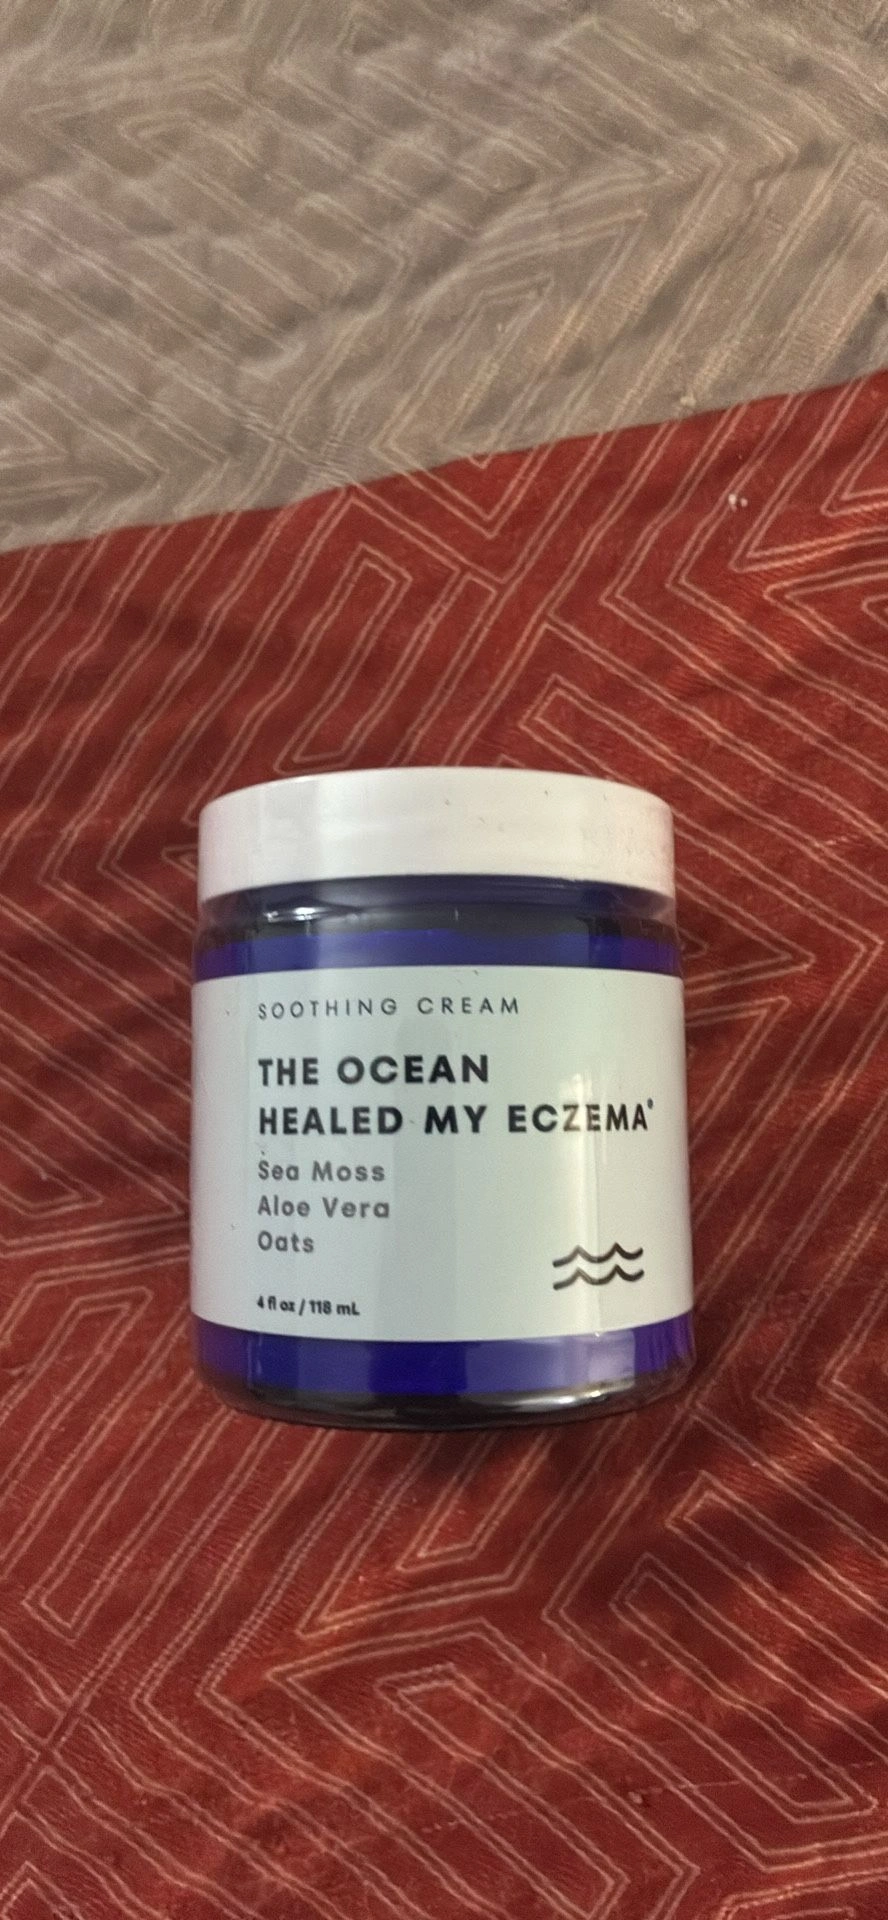 SOOTHING CREAM
THE OCEAN
HEALED MY ECZEMA
Sea Moss
Aloe Vera
Oats
4 fl oz / 118 mL